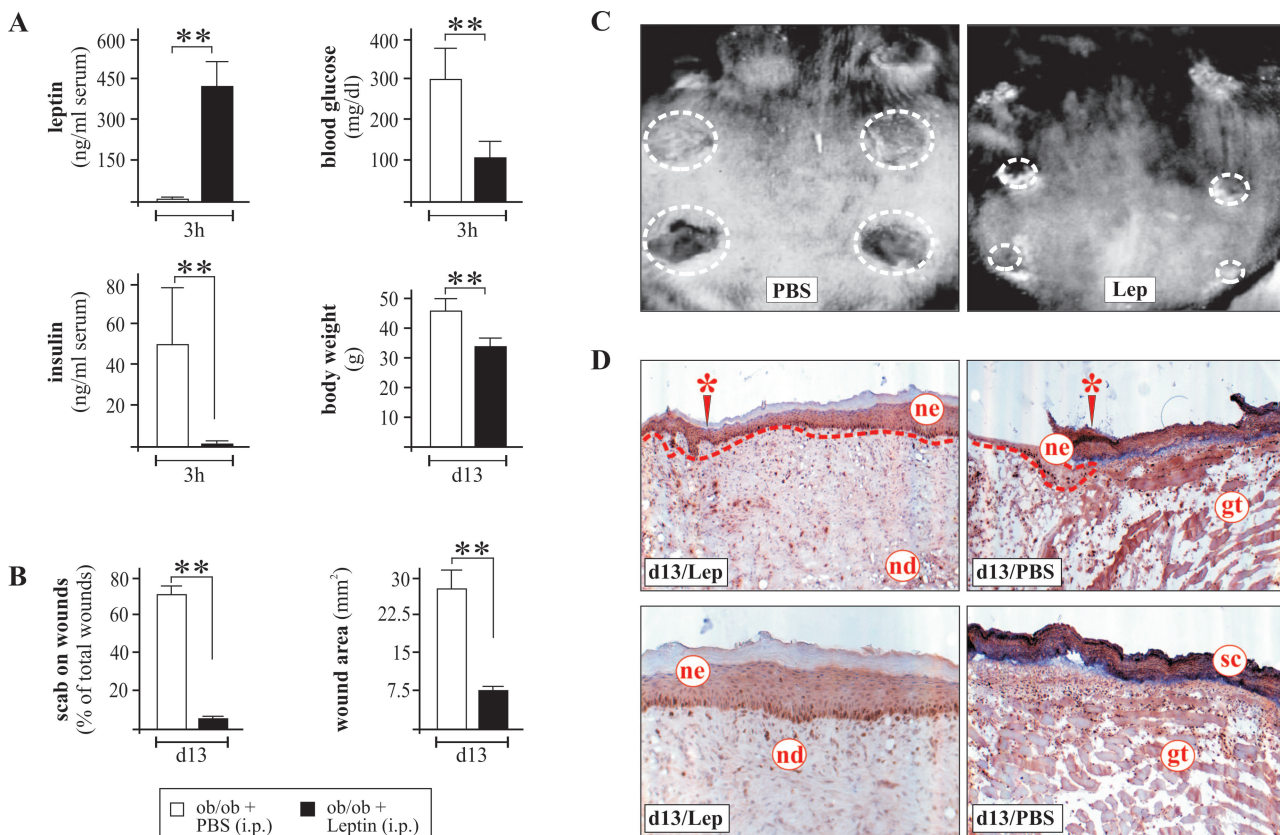 A
leptin
(ng/ml serum)
600
450
300
150
**
3h
blood glucose
(mg/dl)
400
300
200
100
**
3h
insulin
(ng/ml serum)
80
60
40
20
**
3h
body weight
(g)
50
40
30
20
10
**
d13
B
scab on wounds
(% of total wounds)
80
70
60
40
20
**
d13
wound area (mm²)
30
22.5
15
7.5
**
d13
ob/ob +
PBS (i.p.)
ob/ob +
Leptin (i.p.)
C
PBS
Lep
D
*
ne
nd
d13/Lep
*
ne
gt
d13/PBS
ne
nd
d13/Lep
sc
gt
d13/PBS